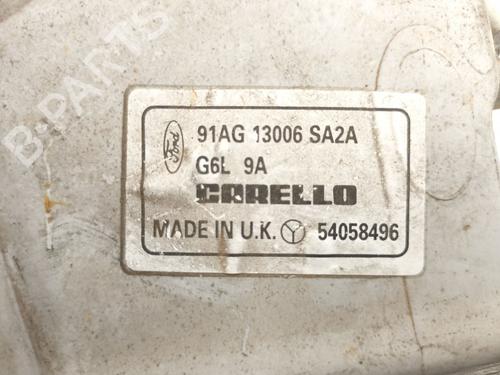 B-PARTS
Ford
91AG 13006 SA2A
G6L 9A
CARELLO
MADE IN U.K. 54058496